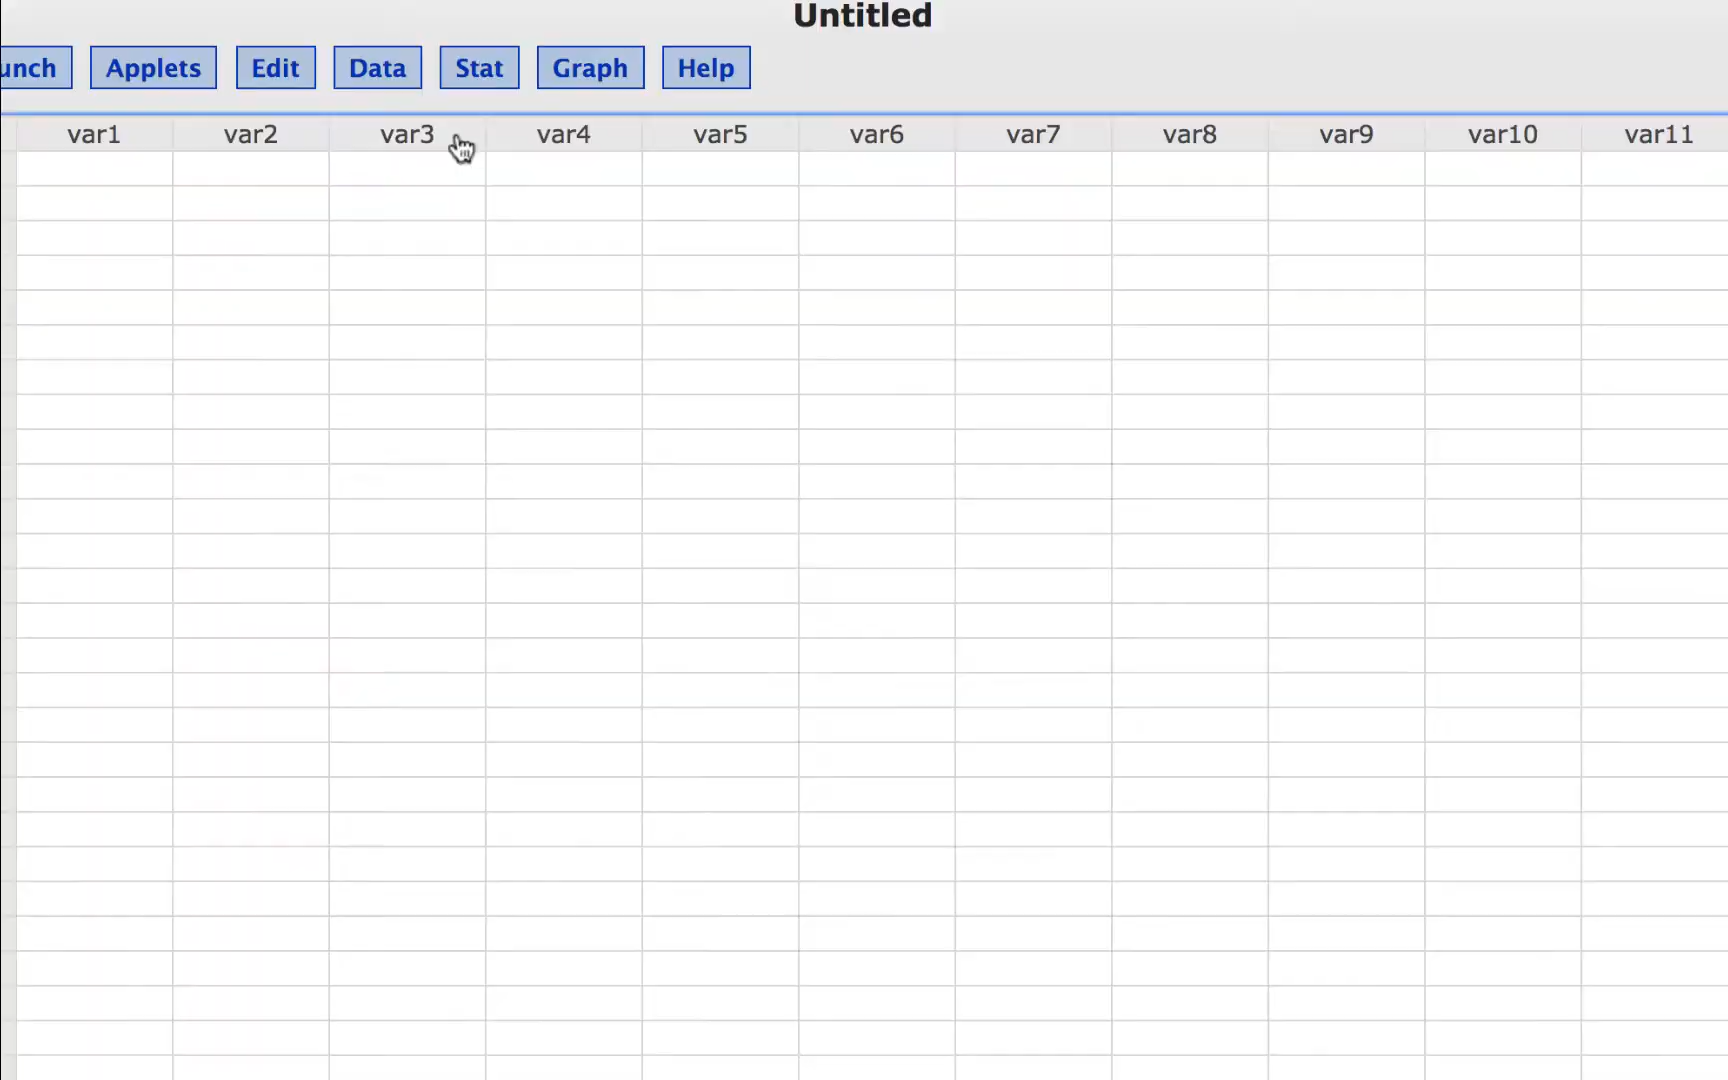 Untitled
unch Applets Edit Data Stat Graph Help
var1 var2 var3 var4 var5 var6 var7 var8 var9 var10 var11